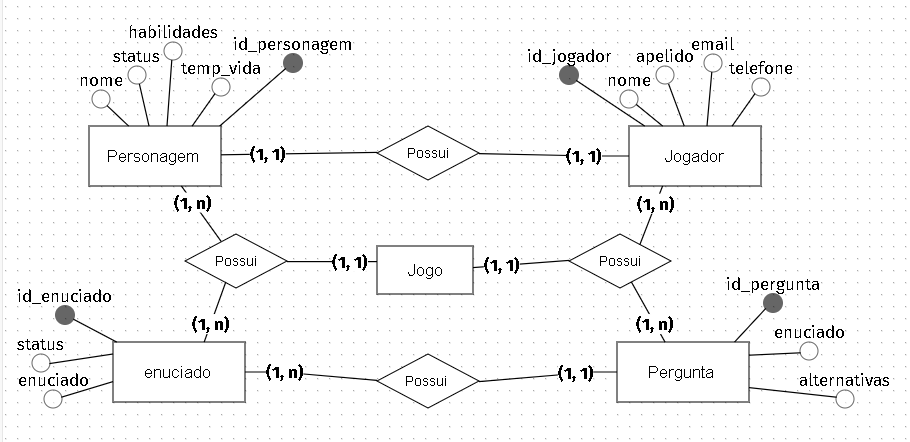 habilidades
id_personagem
status
temp_vida
nome
id_jogador
apelido
email
nome
telefone
Personagem
(1, 1)
Possui
(1, 1)
Jogador
(1, n)
(1, n)
Possui
(1, 1)
Jogo
(1, 1)
Possui
id_enuciado
(1, n)
(1, n)
id_pergunta
status
enuciado
enuciado
enuciado
(1, n)
Possui
(1, 1)
Pergunta
alternativas